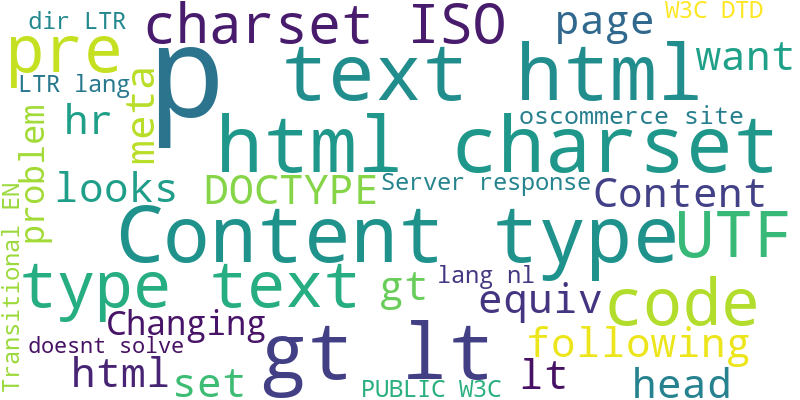 dir LTR
charset ISO
page
W3C DTD
pre
p
text html
want
LTR lang
meta
hr
html charset
oscommerce site
problem
looks
DOCTYPE
Server response
Content
Transitional EN
Content type
UTF
type text
gt
lang nl
equiv
code
Changing
gt lt
following
doesnt solve
html
set
PUBLIC W3C
lt
head